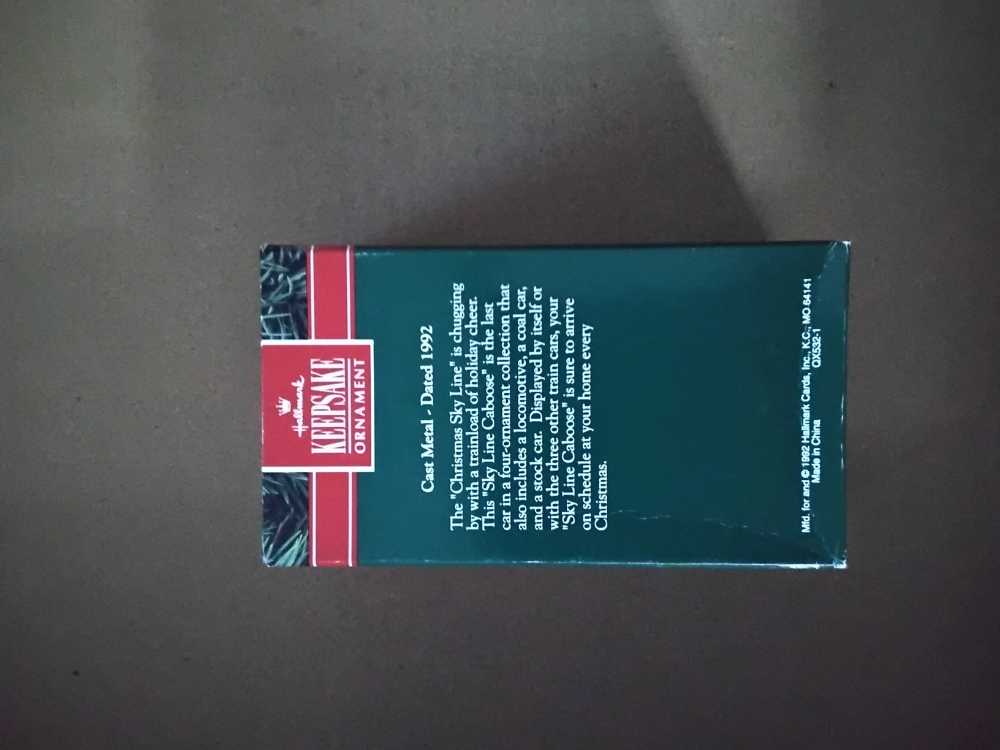 Hallmark
KEEPSAKE
ORNAMENT
Cast Metal - Dated 1992
The "Christmas Sky Line" is chugging
by with a trainload of holiday cheer.
This "Sky Line Caboose" is the last
car in a four-ornament collection that
also includes a locomotive, a coal car,
and a stock car. Displayed by itself or
with the three other train cars, your
"Sky Line Caboose" is sure to arrive
on schedule at your home every
Christmas.
Mfd. for and © 1992 Hallmark Cards, Inc., K.C., MO 64141
Made in China QX532-1